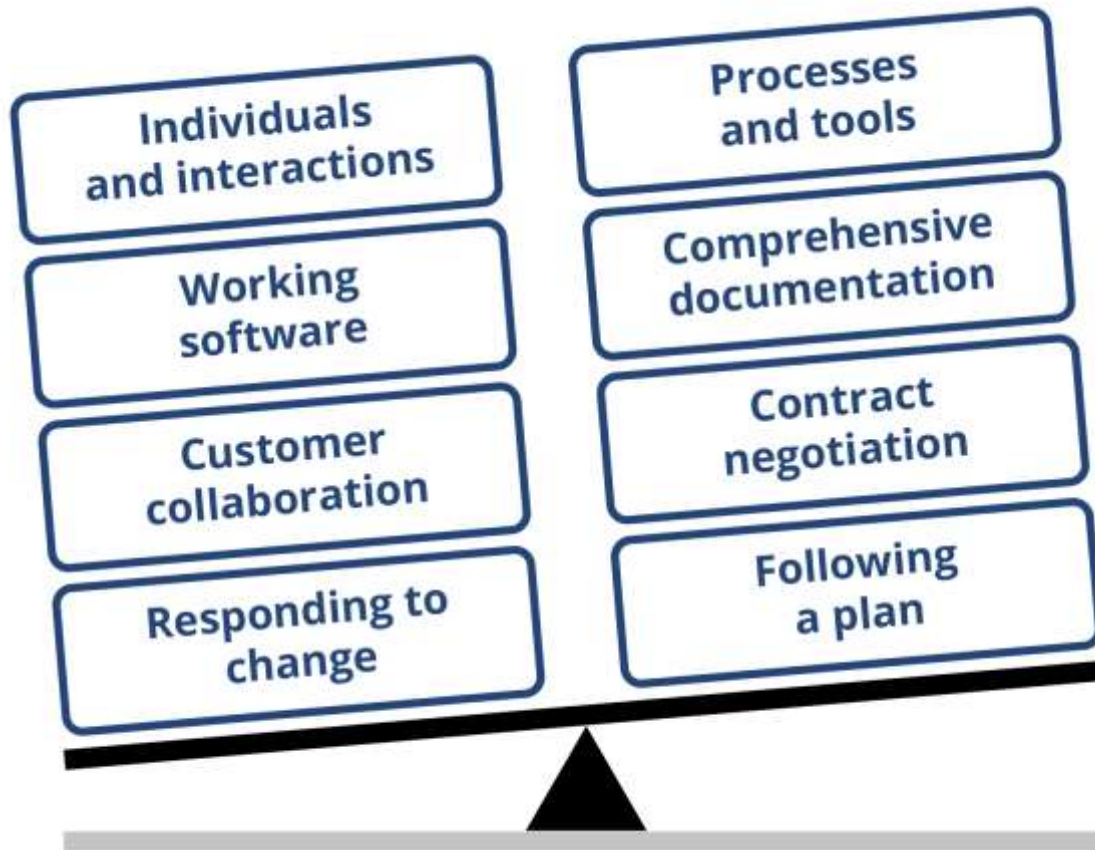 Individuals
and interactions
Working
software
Customer
collaboration
Responding to
change
Processes
and tools
Comprehensive
documentation
Contract
negotiation
Following
a plan